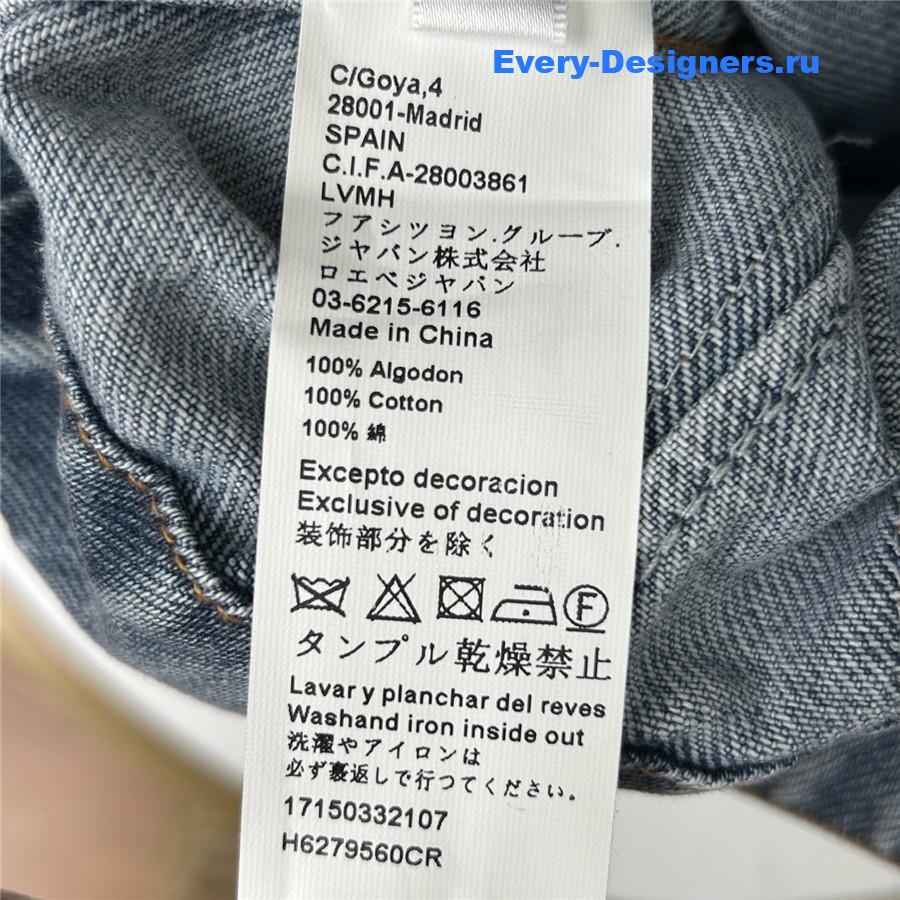 Every-Designers.ru
C/Goya,4
28001-Madrid
SPAIN
C.I.F.A-28003861
LVMH
フアシツヨン.グルーブ.
ジヤバン株式会社
ロエベジヤバン
03-6215-6116
Made in China
100% Algodon
100% Cotton
100% 綿
Excepto decoracion
Exclusive of decoration
装飾部分を除く
F
タンプル乾燥禁止
Lavar y planchar del reves
Washand iron inside out
洗濯やアイロンは
必ず裏返しで行つてください。
17150332107
H6279560CR